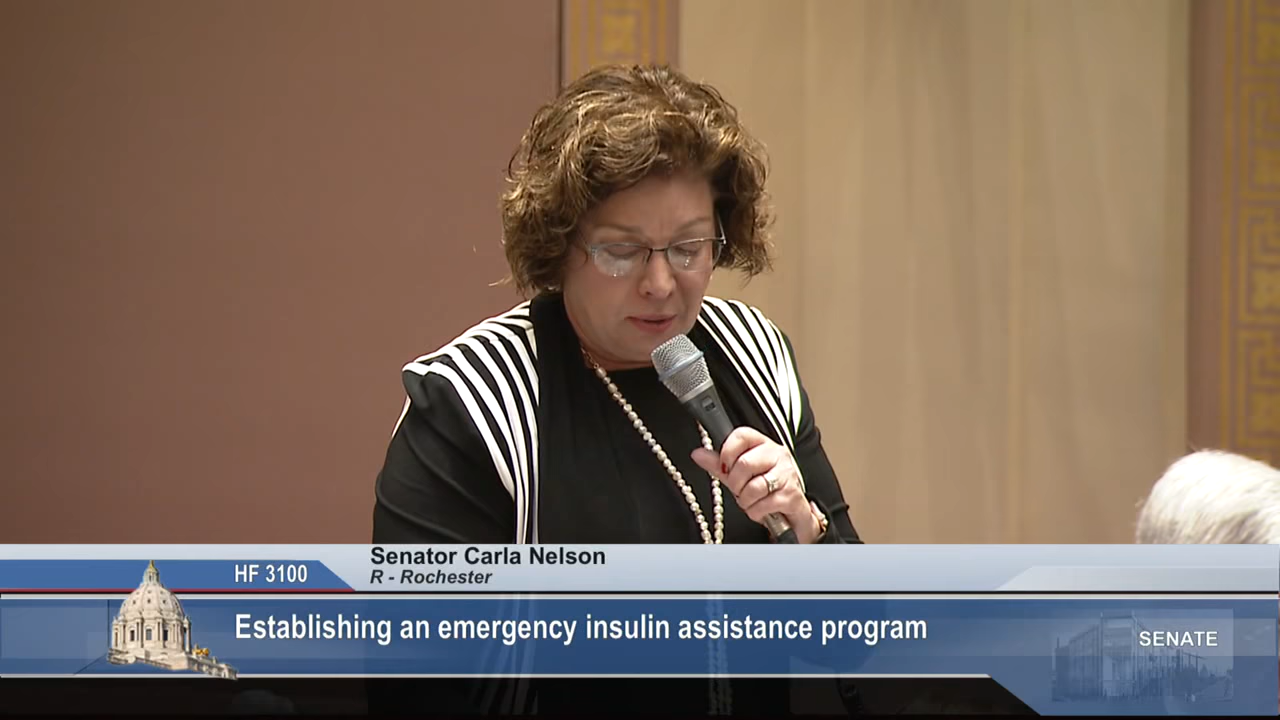 Senator Carla Nelson
HF 3100
R - Rochester
Establishing an emergency insulin assistance program
SENATE